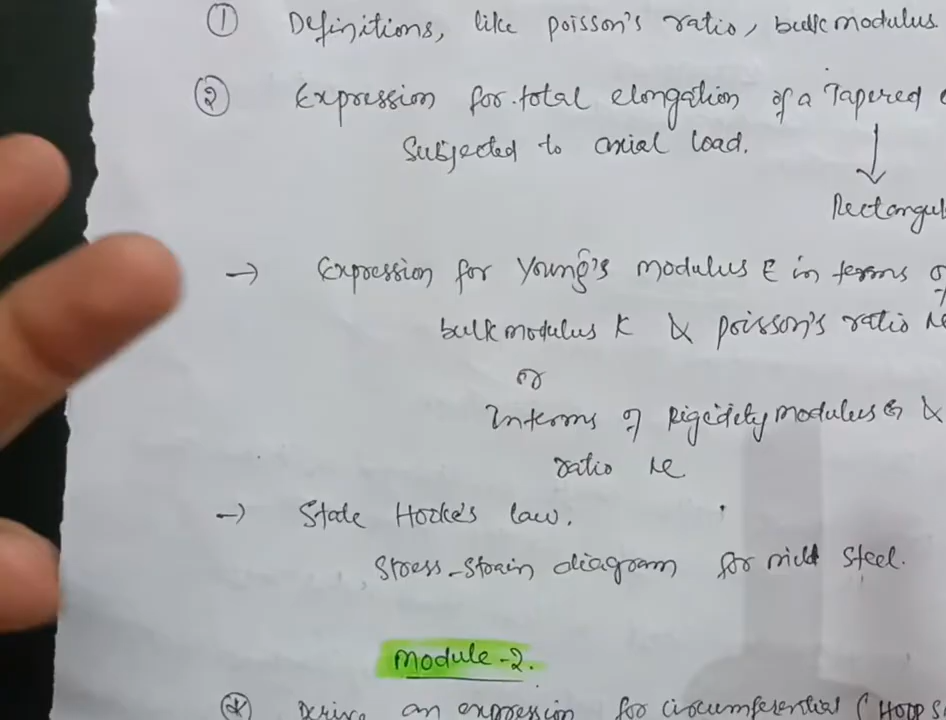 ① Definitions, like poisson's ratio, bulk modulus
② Expression for total elongation of a Tapered
Subjected to axial load.
↓
Rectangul
→ Expression for Young's modulus E in terms
bulk modulus K & poisson's ratio
or
Interms of Rigidity modulus G &
ratio μ
→ State Hooke's law.
Stress-strain diagram for mild steel.
Module-2.
Derive an expression for circumferential (Hoop S